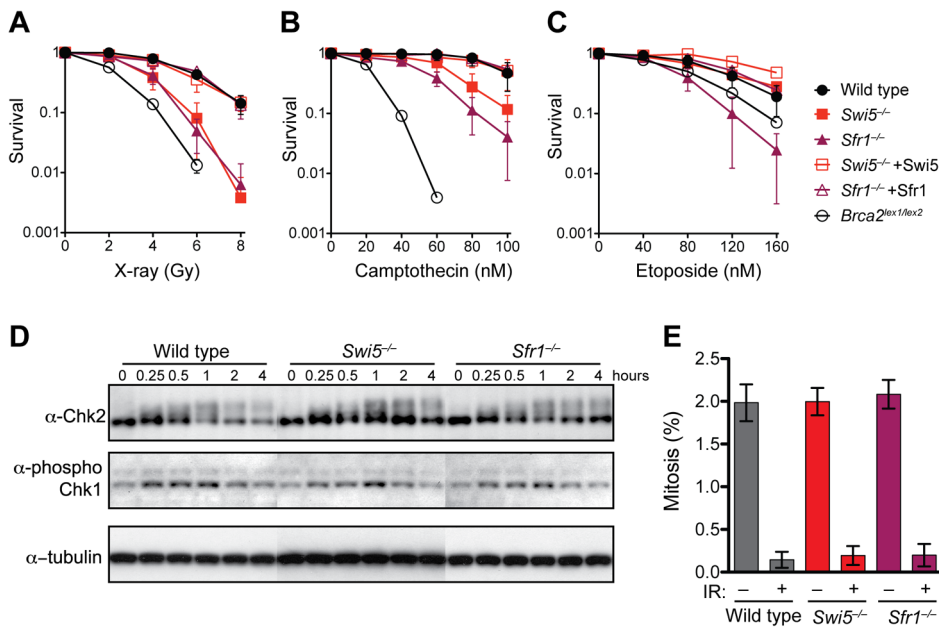 A
Survival
1
0.1
0.01
0.001
0 2 4 6 8
X-ray (Gy)
B
Survival
1
0.1
0.01
0.001
0 20 40 60 80 100
Camptothecin (nM)
C
Survival
1
0.1
0.01
0.001
0 40 80 120 160
Etoposide (nM)
Wild type
Swi5–/–
Sfr1–/–
Swi5–/– +Swi5
Sfr1–/– +Sfr1
Brca2lex1/lex2
D
Wild type Swi5–/– Sfr1–/–
0 0.25 0.5 1 2 4 0 0.25 0.5 1 2 4 0 0.25 0.5 1 2 4 hours
α-Chk2
α-phospho
Chk1
α–tubulin
E
Mitosis (%)
2.5
2.0
1.5
1.0
0.5
0.0
IR: – + – + – +
Wild type Swi5–/– Sfr1–/–